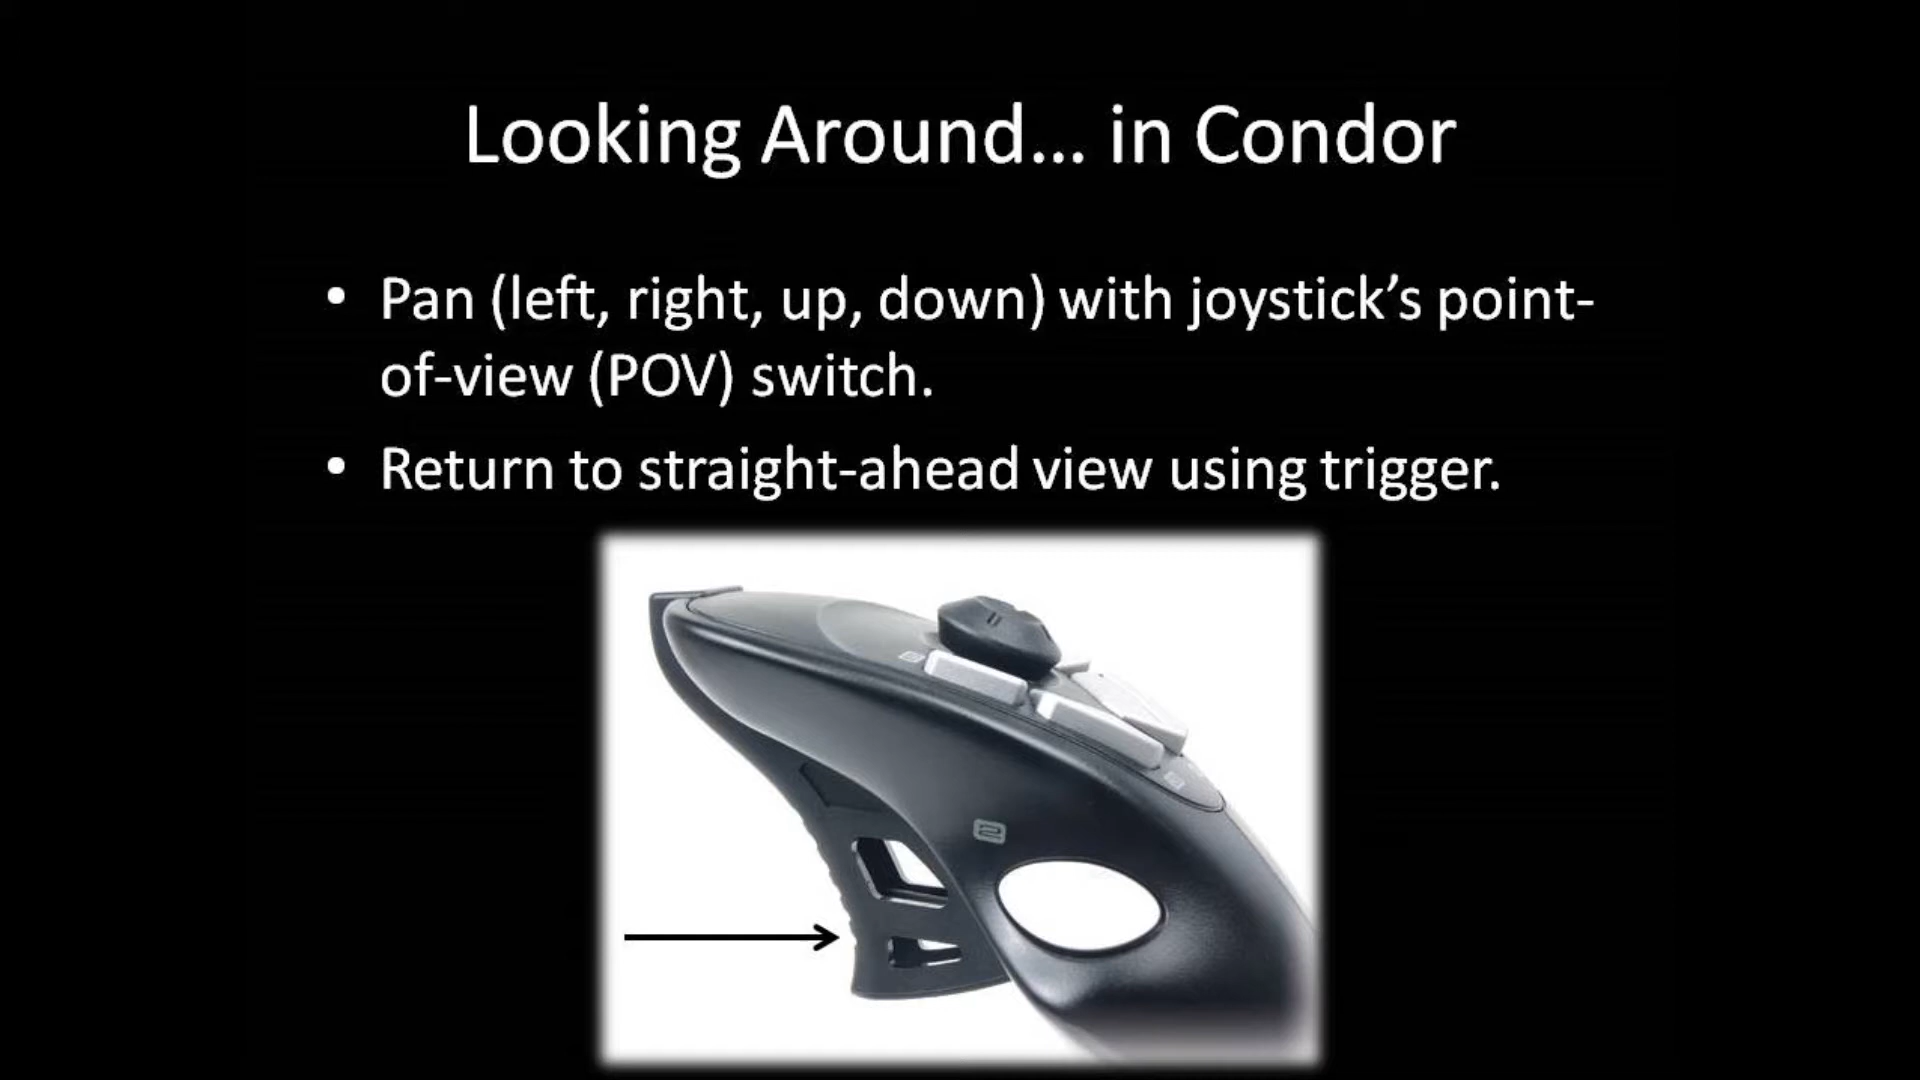 Looking Around... in Condor
• Pan (left, right, up, down) with joystick’s point-
of-view (POV) switch.
• Return to straight-ahead view using trigger.
2